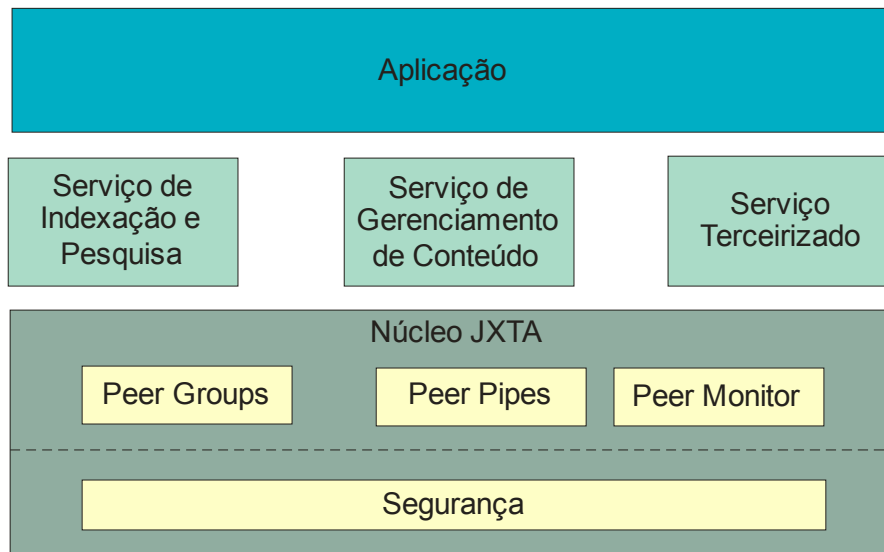 Aplicação
Serviço de
Indexação e
Pesquisa
Serviço de
Gerenciamento
de Conteúdo
Serviço
Terceirizado
Núcleo JXTA
Peer Groups
Peer Pipes
Peer Monitor
Segurança